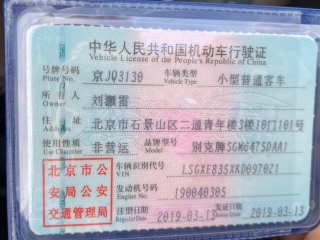 中华人民共和国机动车行驶证
Vehicle License of the People's Republic of China
号牌号码 京JQ3130 车辆类型 小型普通客车
Plate No. Vehicle Type
所有人 刘灏雷
Owner
住 址 北京市石景山区二通青年楼3楼10门101号
Address
使用性质 非营运 品牌型号 别克牌SGM6475DAA1
Use Character Model
北京市公
安局公安
交通管理局
车辆识别代号 LSGXE835XKD097021
VIN
发动机号码 190040305
Engine No.
注册日期 2019-03-13 发证日期 2019-03-13
Register Date Issue Date